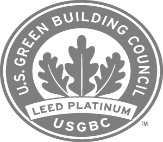 U.S. GREEN BUILDING COUNCIL
LEED PLATINUM
USGBC
TM